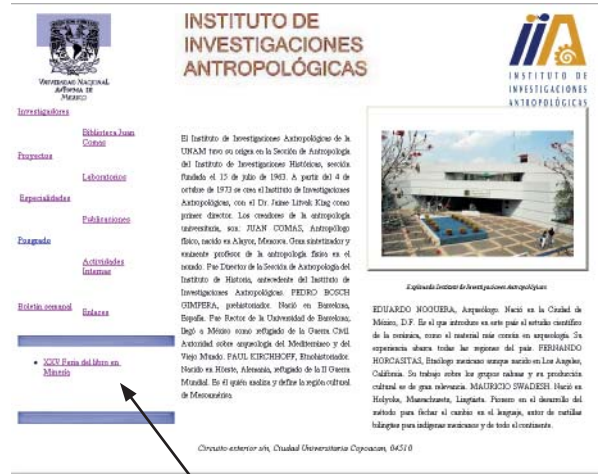 INSTITUTO DE
INVESTIGACIONES
ANTROPOLÓGICAS
UNIVERSIDAD NACIONAL
AVTÓNOMA DE
MEXICO
INSTITUTO DE
INVESTIGACIONES
ANTROPOLÓGICAS
Investigadores
Biblioteca Juan
Comas
Proyectos
Laboratorios
Especialidades
Publicaciones
Posgrado
Actividades
Internas
Boletín semanal
Enlaces
XXV Feria del libro en
Minería
El Instituto de Investigaciones Antropológicas de la
UNAM tuvo su origen en la Sección de Antropología
del Instituto de Investigaciones Históricas, sección
fundada el 15 de julio de 1963. A partir del 4 de
octubre de 1973 se crea el Instituto de Investigaciones
Antropológicas, con el Dr. Jaime Litvak King como
primer director. Los creadores de la antropología
universitaria, son: JUAN COMAS, Antropólogo
físico, nacido en Alayor, Menorca. Gran sintetizador y
eminente profesor de la antropología física en el
mundo. Fue Director de la Sección de Antropología del
Instituto de Historia, antecedente del Instituto de
Investigaciones Antropológicas. PEDRO BOSCH
GIMPERA, prehistoriador. Nació en Barcelona,
España. Fue Rector de la Universidad de Barcelona,
llegó a México como refugiado de la Guerra Civil.
Autoridad sobre arqueología del Mediterráneo y del
Viejo Mundo. PAUL KIRCHHOFF, Etnohistoriador.
Nacido en Hörste, Alemania, refugiado de la II Guerra
Mundial. Es él quién analiza y define la región cultural
de Mesoamérica.
Explanada Instituto de Investigaciones Antropológicas
EDUARDO NOGUERA, Arqueólogo. Nació en la Ciudad de
México, D.F. Es el que introduce en este país el estudio científico
de la cerámica, como el material más común en arqueología. Su
experiencia abarca todas las regiones del país. FERNANDO
HORCASITAS, Etnólogo mexicano aunque nacido en Los Angeles,
California. Su trabajo sobre los grupos nahuas y su producción
cultural es de gran relevancia. MAURICIO SWADESH. Nació en
Holyoke, Massachusets, Lingüista. Pionero en el desarrollo del
método para fechar el cambio en el lenguaje, autor de cartillas
bilingües para indígenas mexicanos y de todo el continente.
Circuito exterior s/n, Ciudad Universitaria Coyoacan, 04510